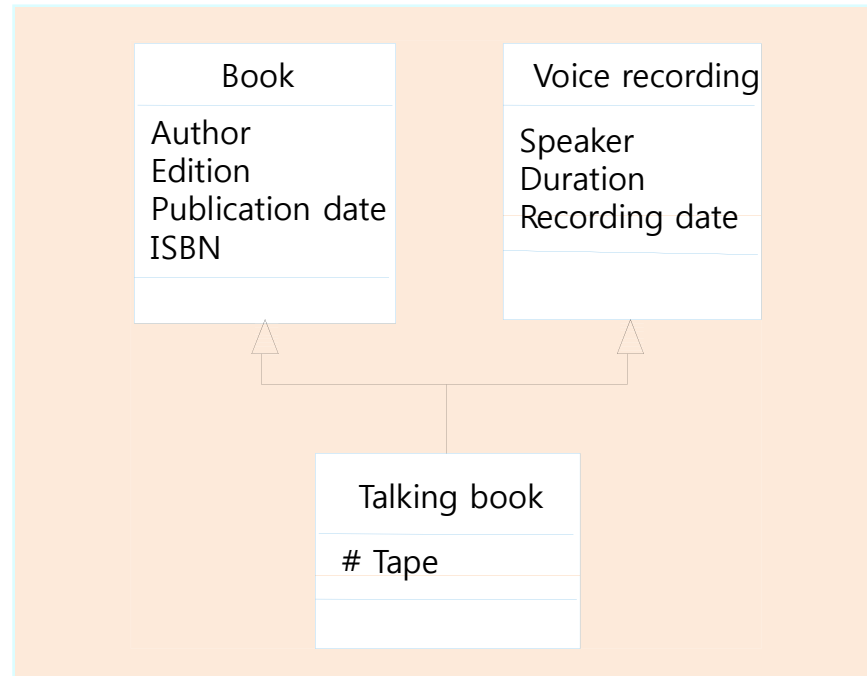 Book
Author
Edition
Publication date
ISBN
Voice recording
Speaker
Duration
Recording date
Talking book
# Tape